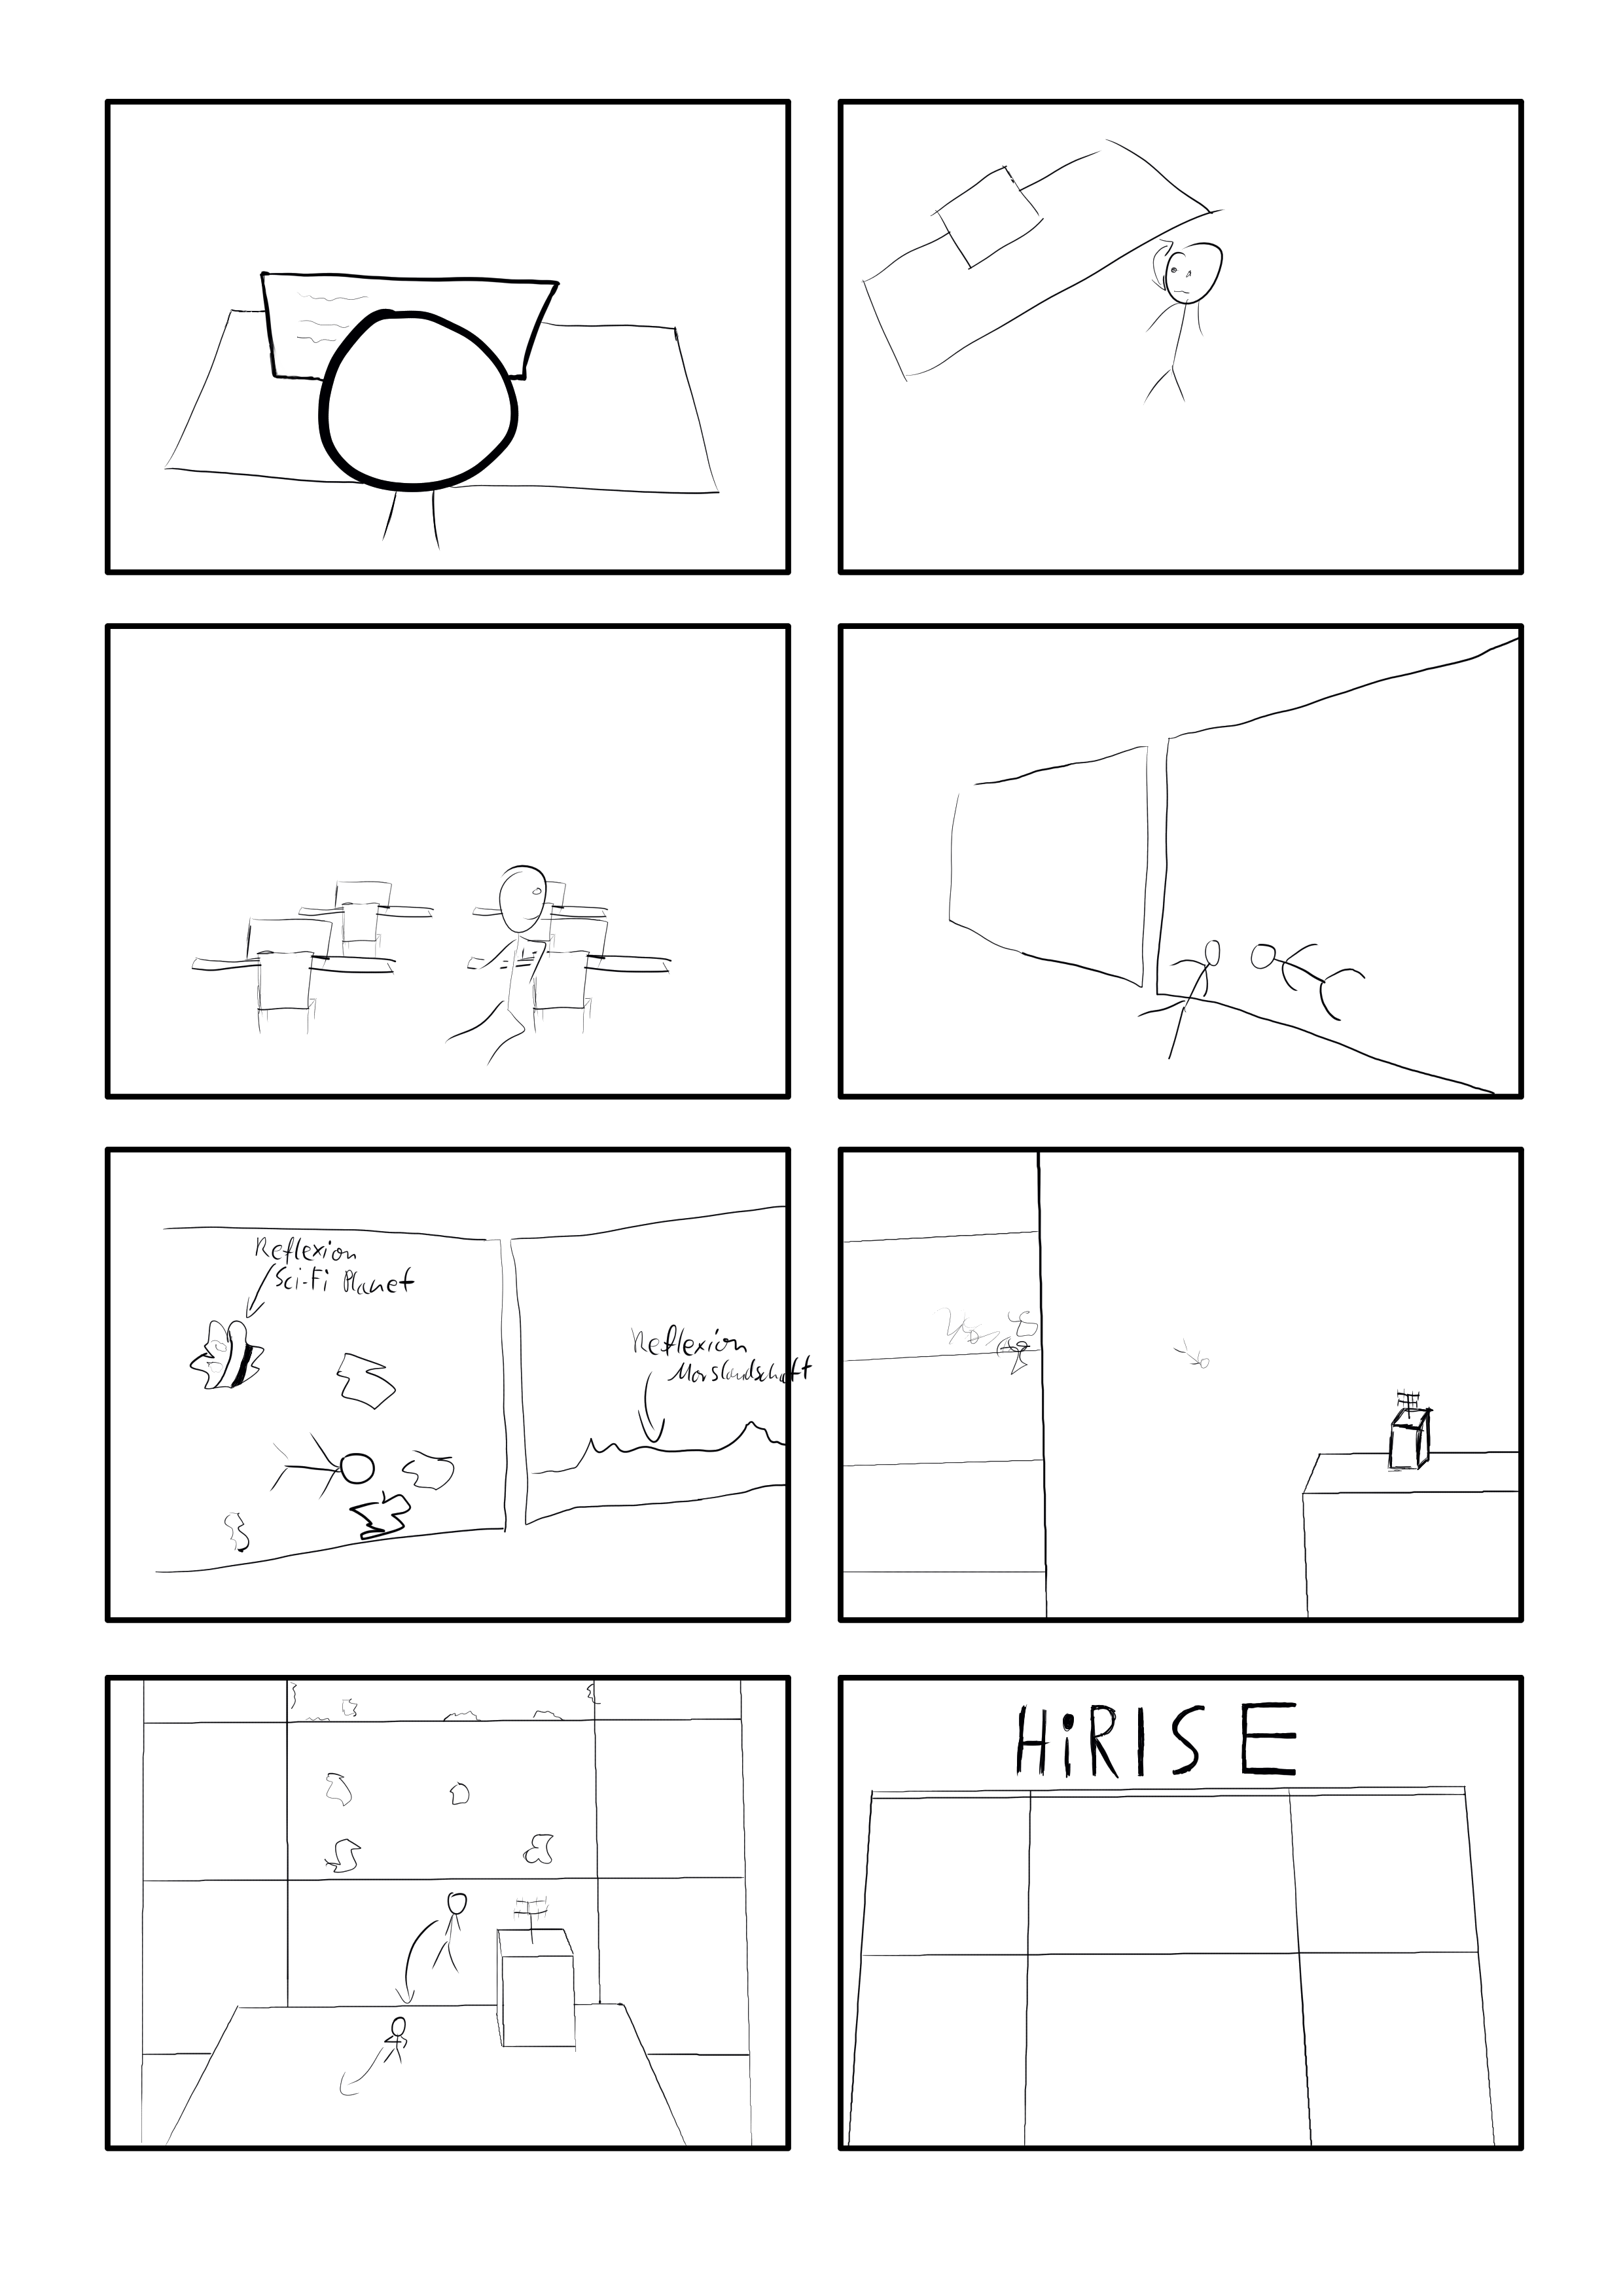 Reflexion
Sci-Fi Planet
Reflexion
Marslandschaft
HiRISE